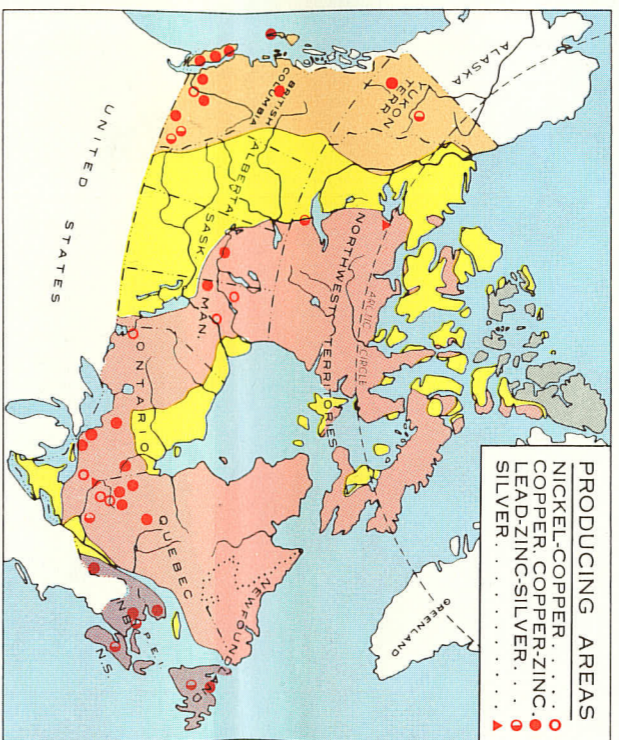 PRODUCING AREAS
NICKEL-COPPER . . . .
COPPER, COPPER-ZINC .
LEAD-ZINC-SILVER . . .
SILVER . . . . . . . . .
ALASKA
YUKON
TERR.
BRITISH
COLUMBIA
ALBERTA
SASK.
MAN.
NORTHWEST TERRITORIES
ARCTIC CIRCLE
GREENLAND
ONTARIO
QUEBEC
NEWFOUNDLAND
P.E.I.
N.B.
N.S.
UNITED STATES